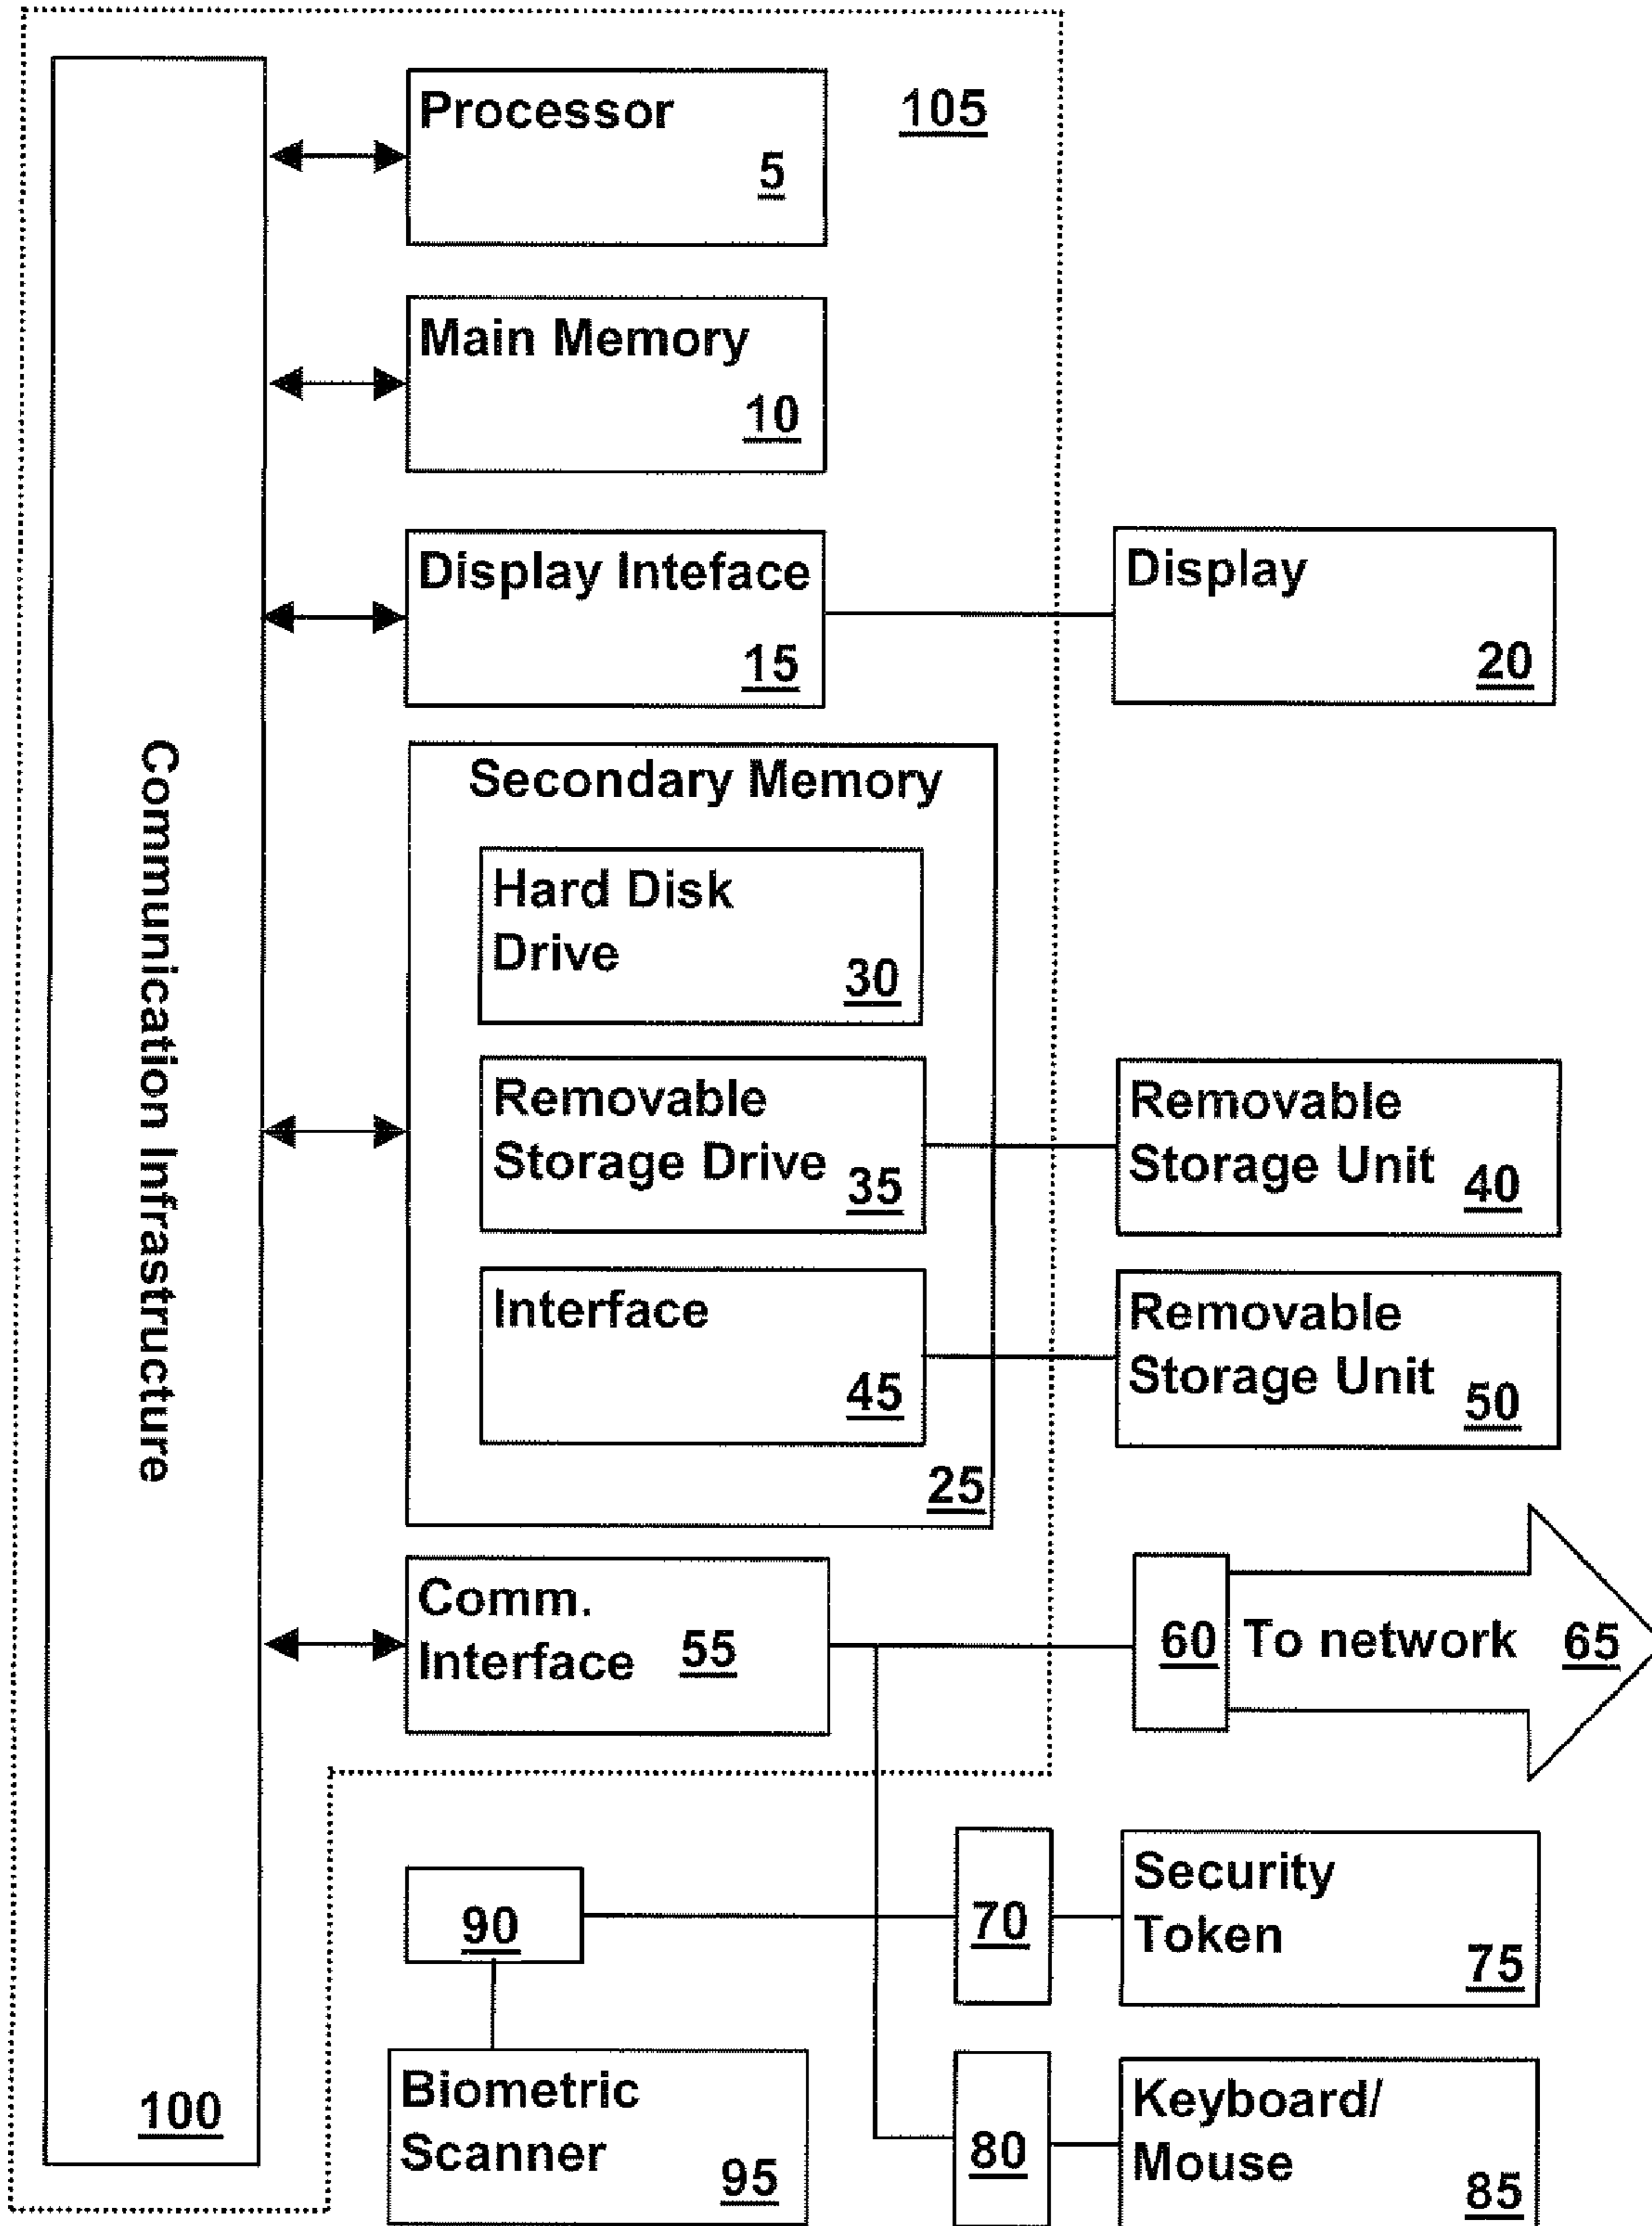 Processor
5
105
Main Memory
10
Display Inteface
15
Display
20
Communication Infrastructure
100
Secondary Memory
Hard Disk
Drive
30
Removable
Storage Drive
35
Removable
Storage Unit
40
Interface
45
Removable
Storage Unit
50
25
Comm.
Interface 55
60
To network 65
90
70
Security
Token
75
Biometric
Scanner
95
80
Keyboard/
Mouse
85